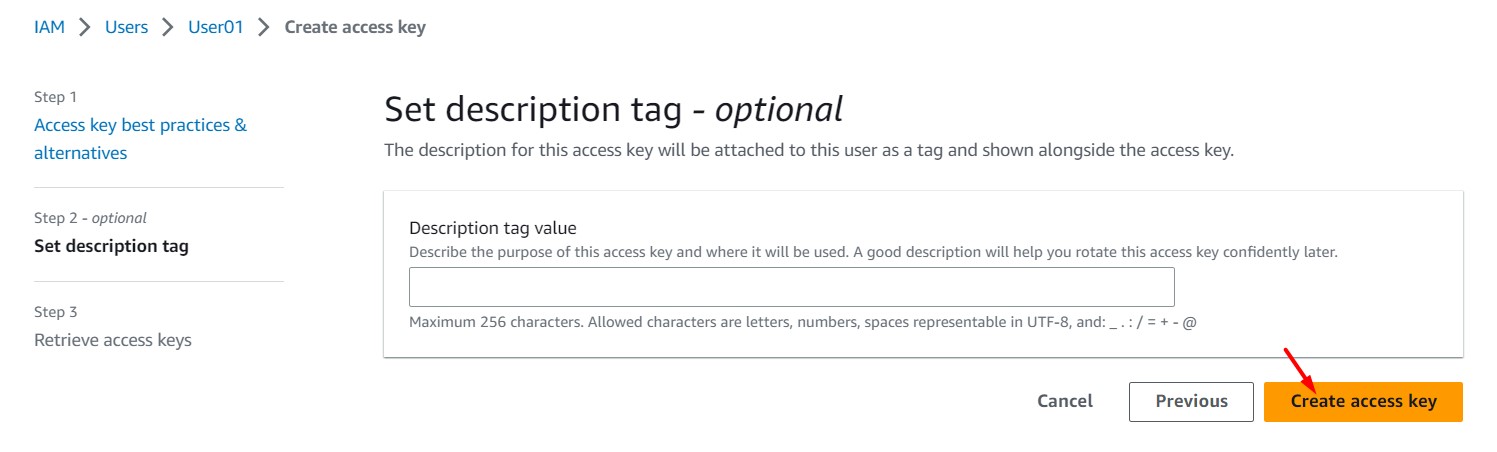 IAM > Users > User01 > Create access key
Step 1
Access key best practices &
alternatives
Step 2 - optional
Set description tag
Step 3
Retrieve access keys
Set description tag - optional
The description for this access key will be attached to this user as a tag and shown alongside the access key.
Description tag value
Describe the purpose of this access key and where it will be used. A good description will help you rotate this access key confidently later.
Maximum 256 characters. Allowed characters are letters, numbers, spaces representable in UTF-8, and: _ . : / = + - @
Cancel Previous Create access key